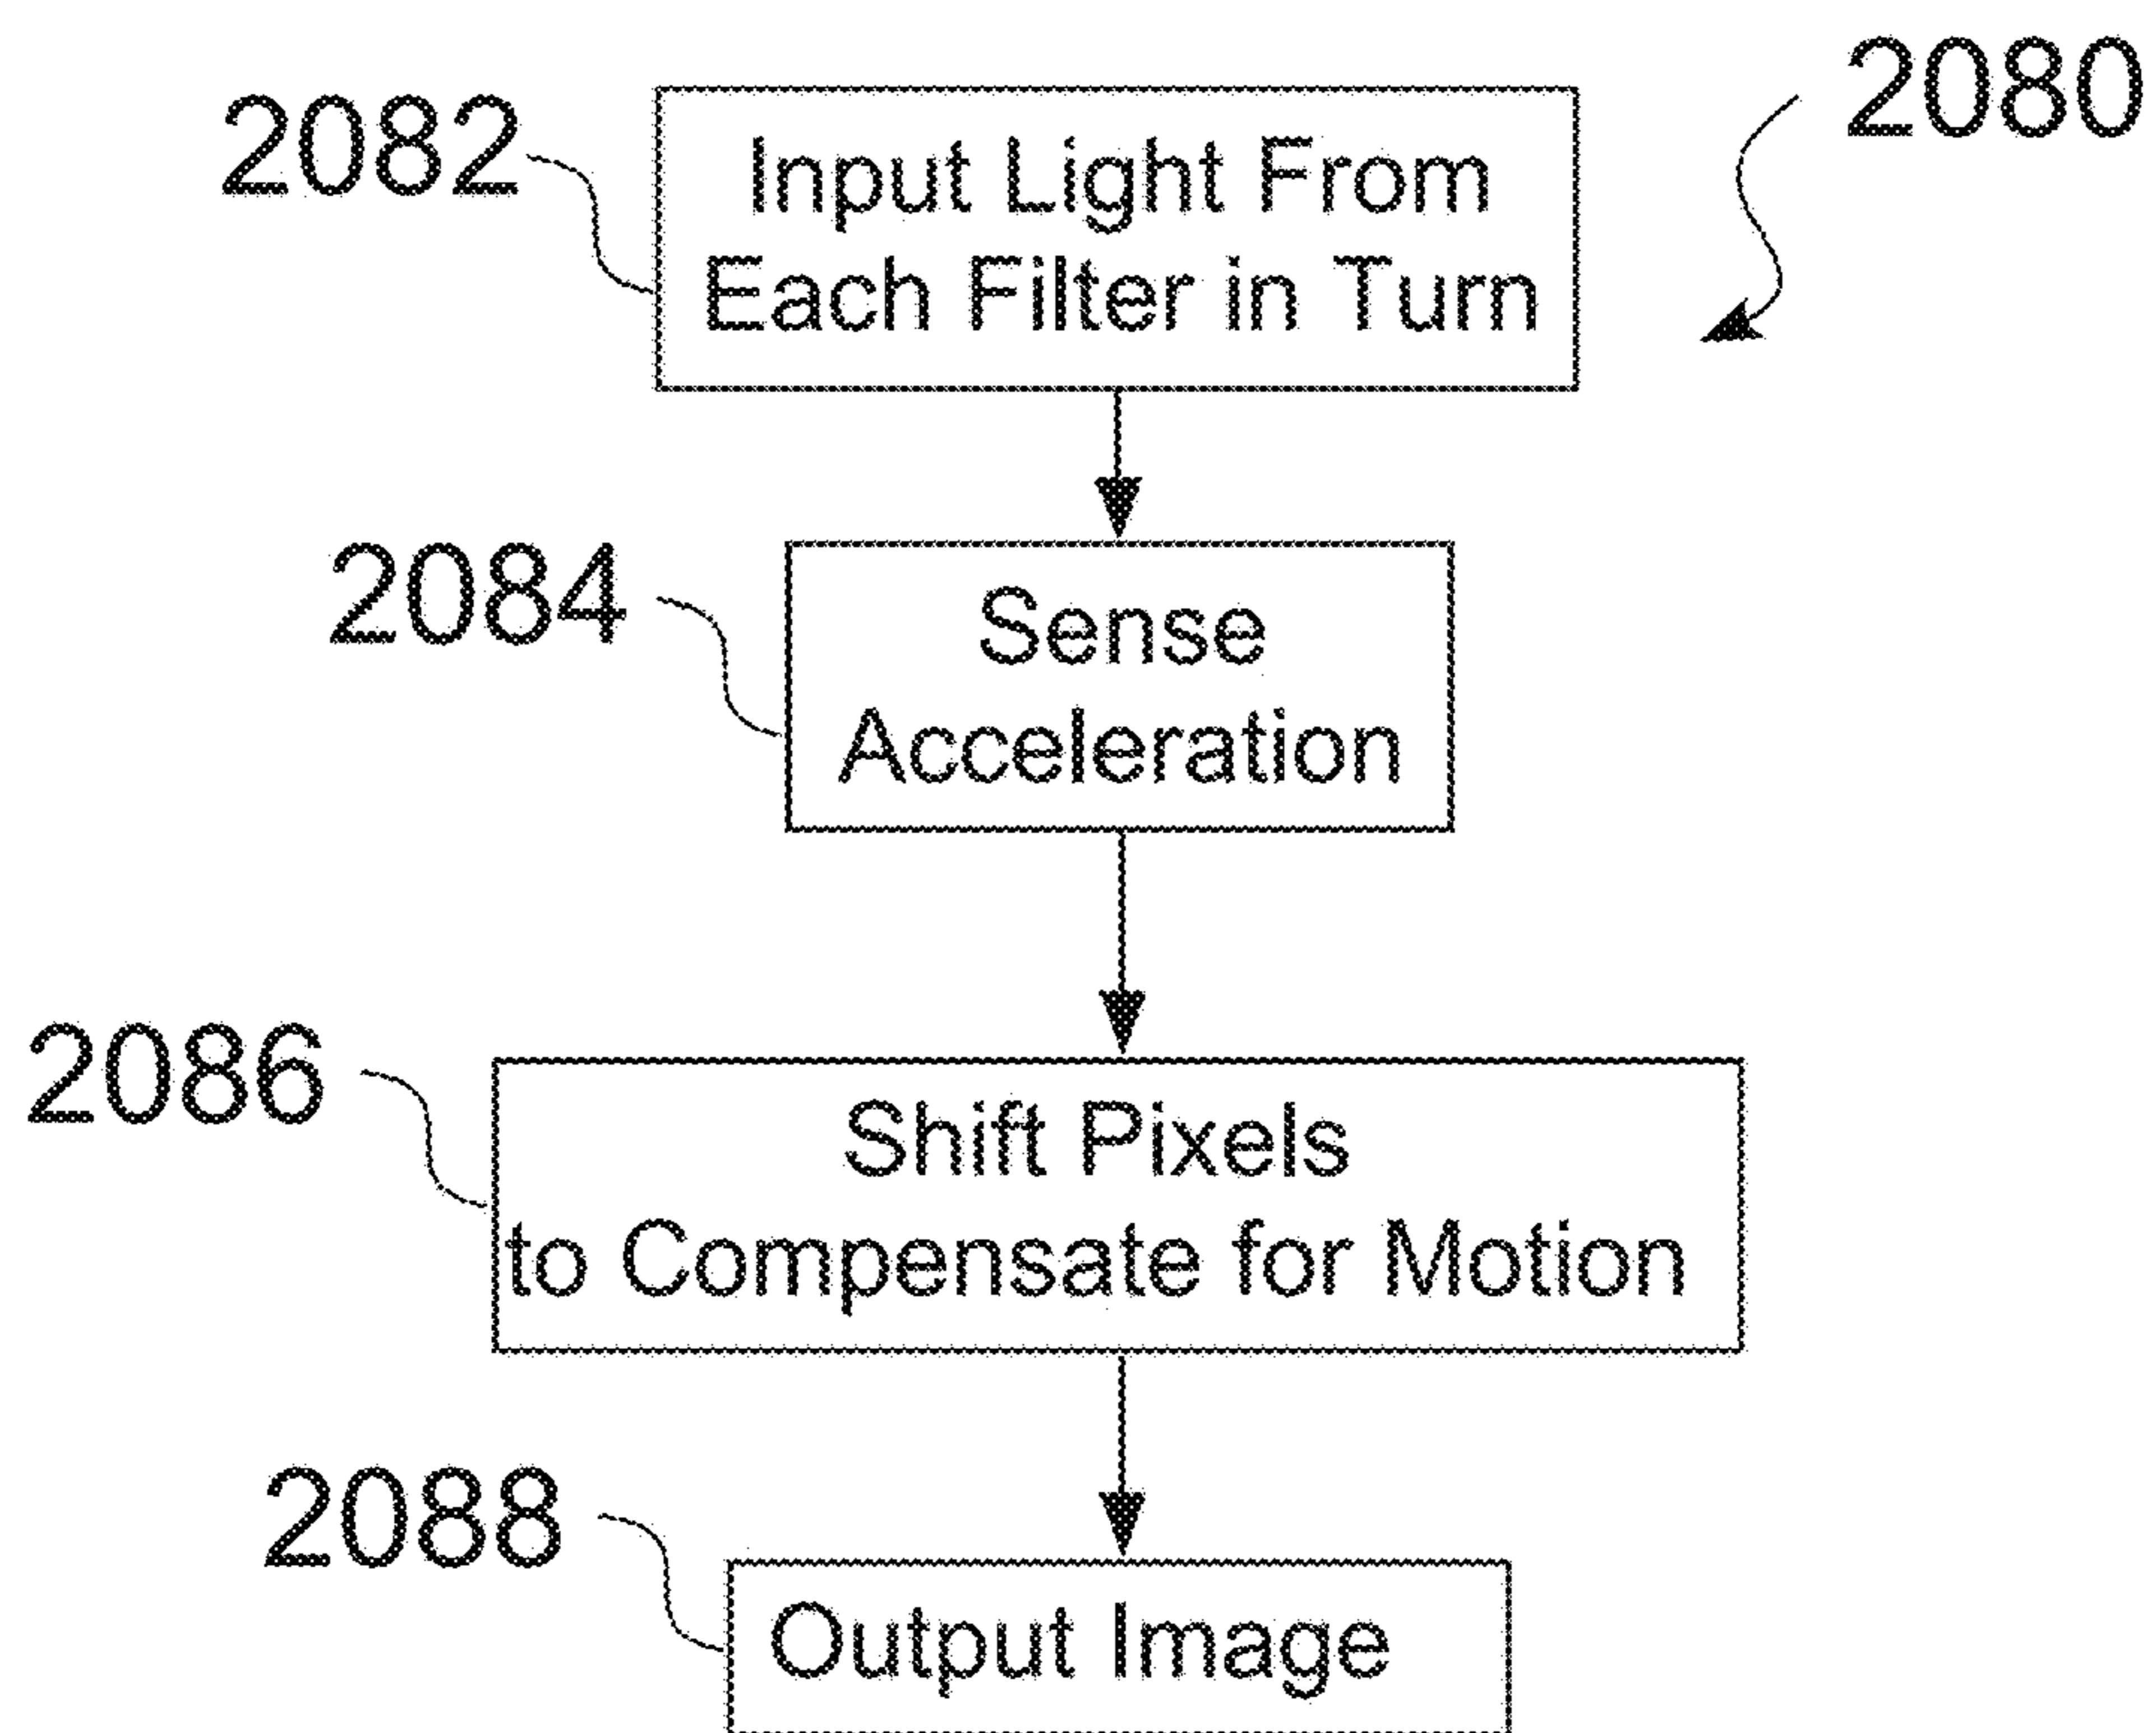 2080
2082
Input Light From
Each Filter in Turn
2084
Sense
Acceleration
2086
Shift Pixels
to Compensate for Motion
2088
Output Image